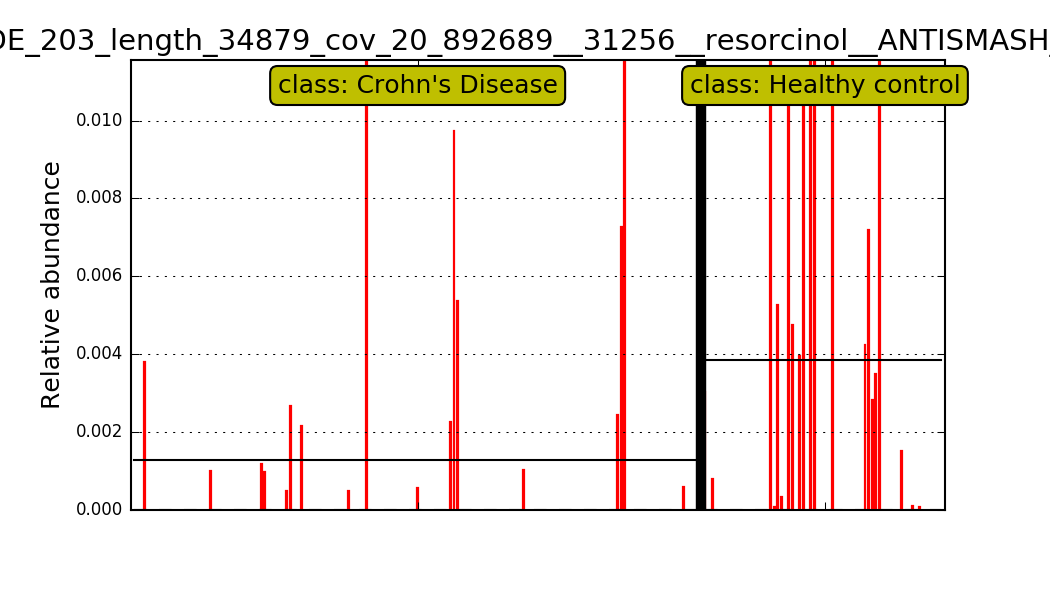 DE_203_length_34879_cov_20_892689__31256__resorcinol__ANTISMASH_
class: Crohn's Disease
class: Healthy control
0.010
0.008
0.006
0.004
0.002
0.000
Relative abundance